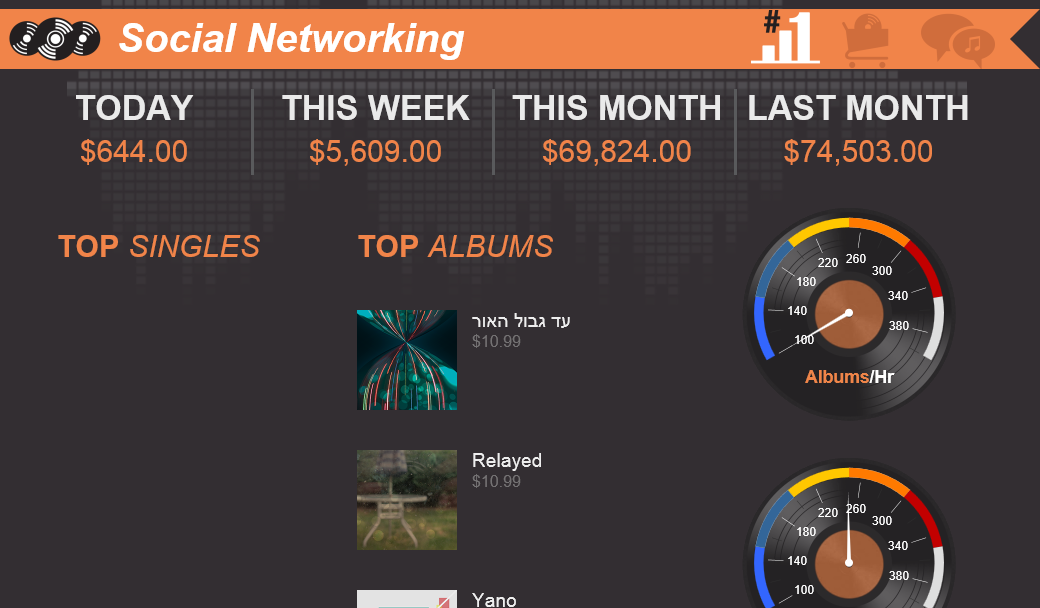 Social Networking
#1
TODAY
$644.00
THIS WEEK
$5,609.00
THIS MONTH
$69,824.00
LAST MONTH
$74,503.00
TOP SINGLES
TOP ALBUMS
עד גבול האור
$10.99
Relayed
$10.99
Yano
100
140
180
220
260
300
340
380
Albums/Hr
100
140
180
220
260
300
340
380